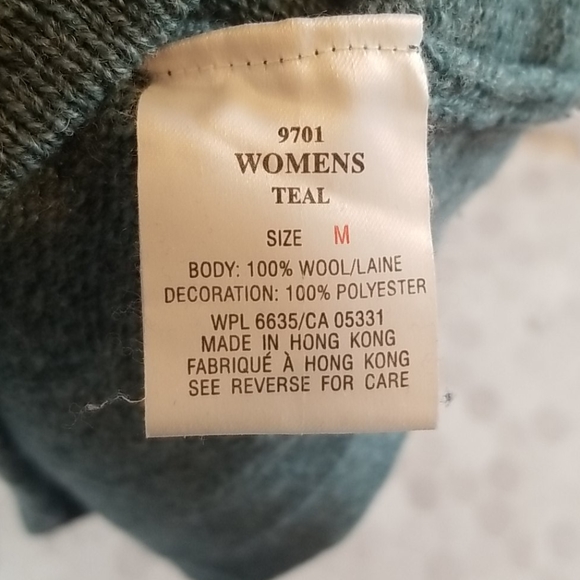 9701
WOMENS
TEAL
SIZE M
BODY: 100% WOOL/LAINE
DECORATION: 100% POLYESTER
WPL 6635/CA 05331
MADE IN HONG KONG
FABRIQUÉ À HONG KONG
SEE REVERSE FOR CARE